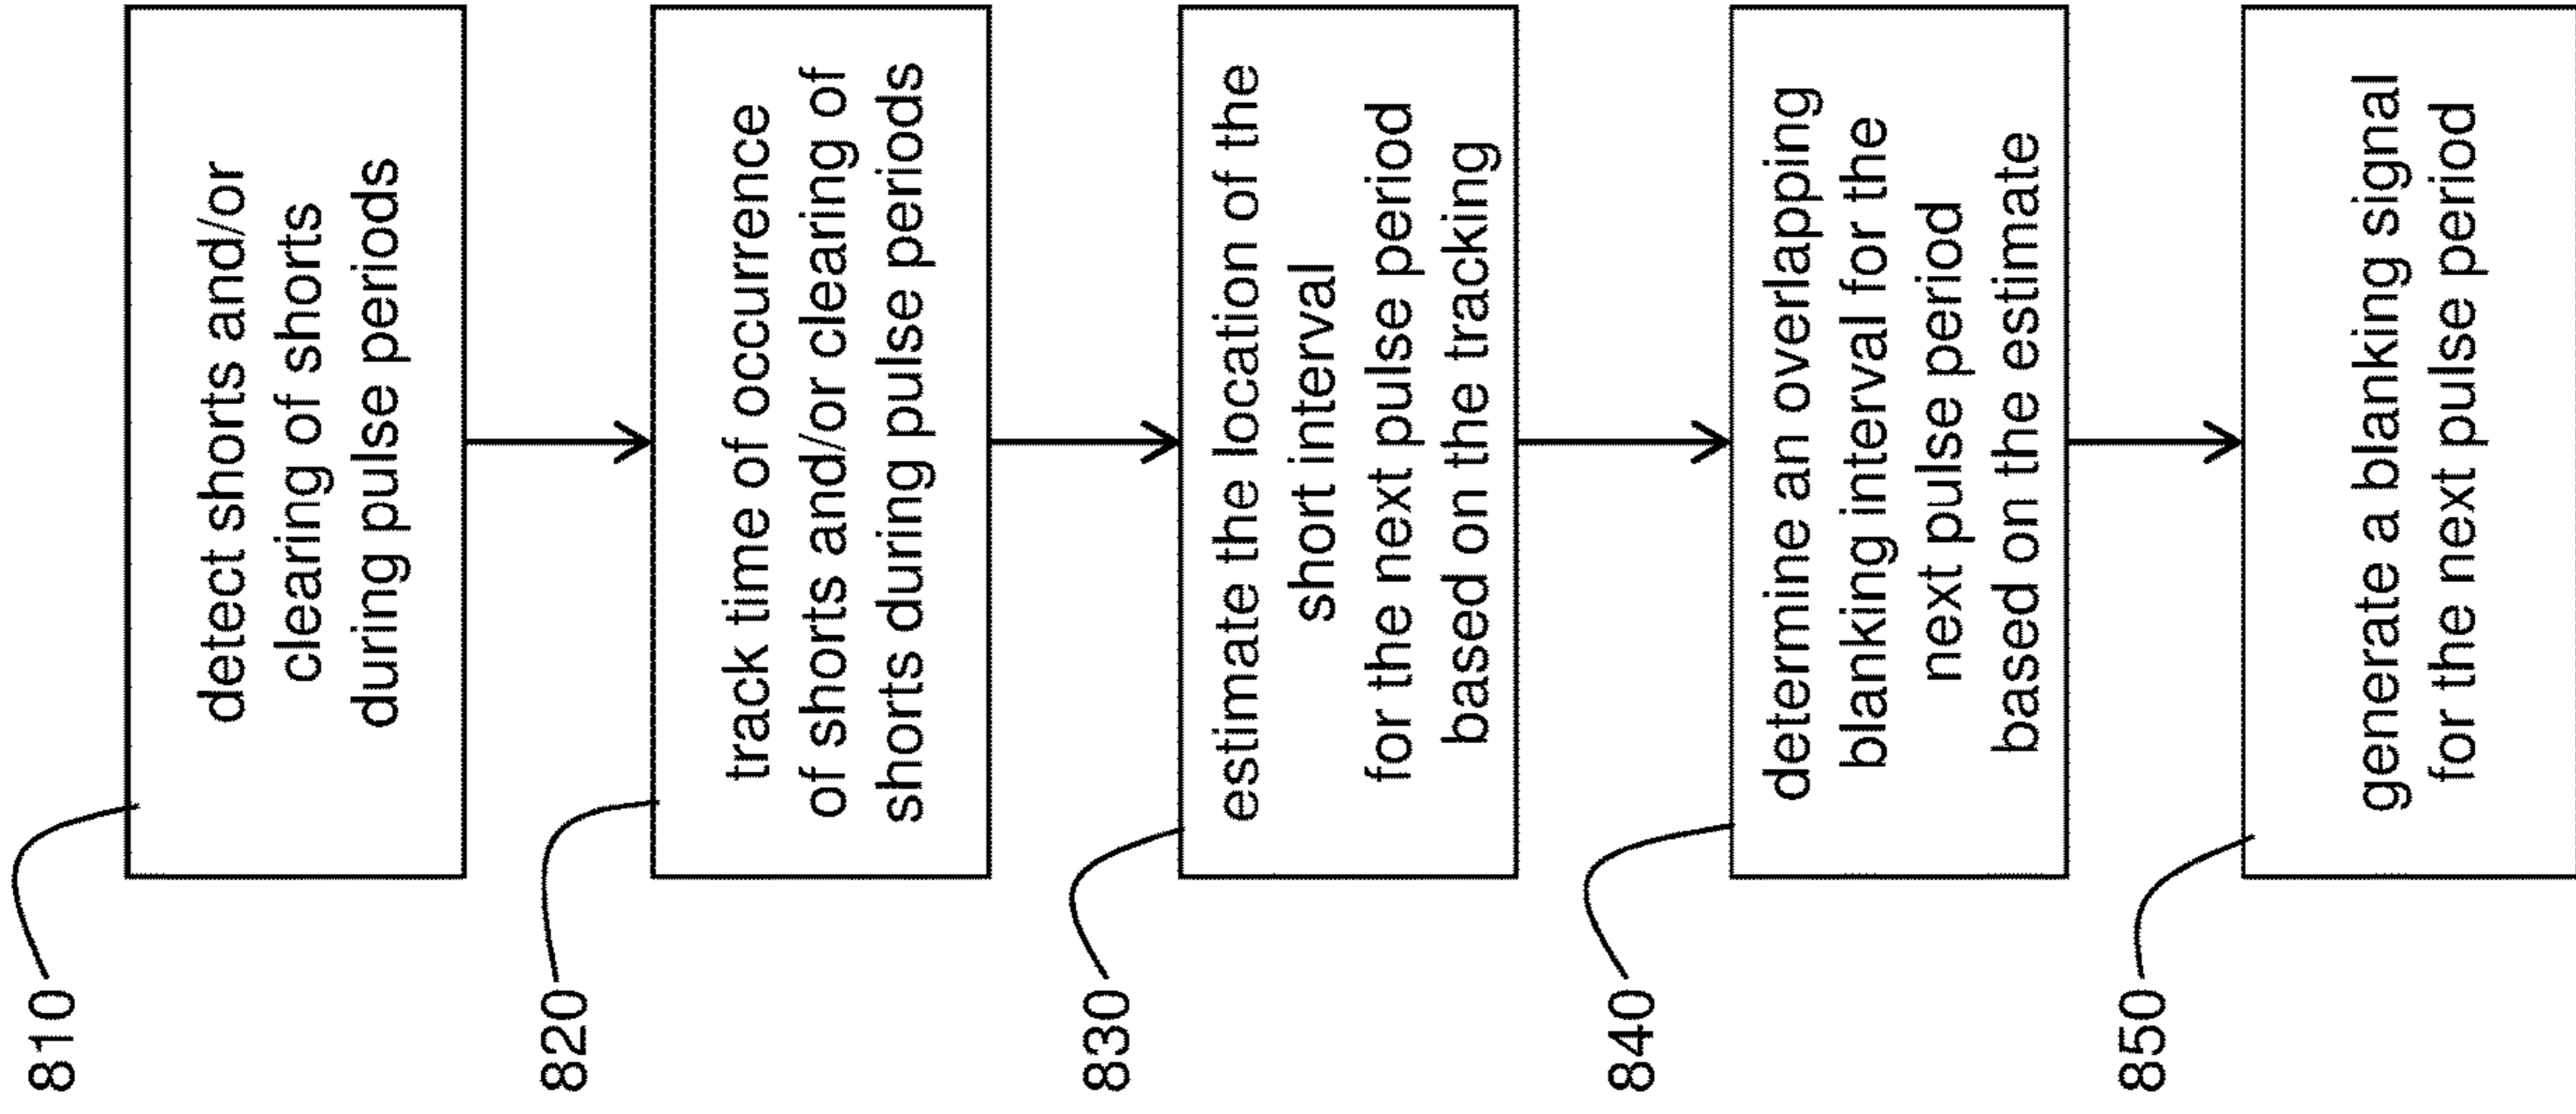 810
detect shorts and/or
clearing of shorts
during pulse periods
820
track time of occurrence
of shorts and/or clearing of
shorts during pulse periods
830
estimate the location of the
short interval
for the next pulse period
based on the tracking
840
determine an overlapping
blanking interval for the
next pulse period
based on the estimate
850
generate a blanking signal
for the next pulse period